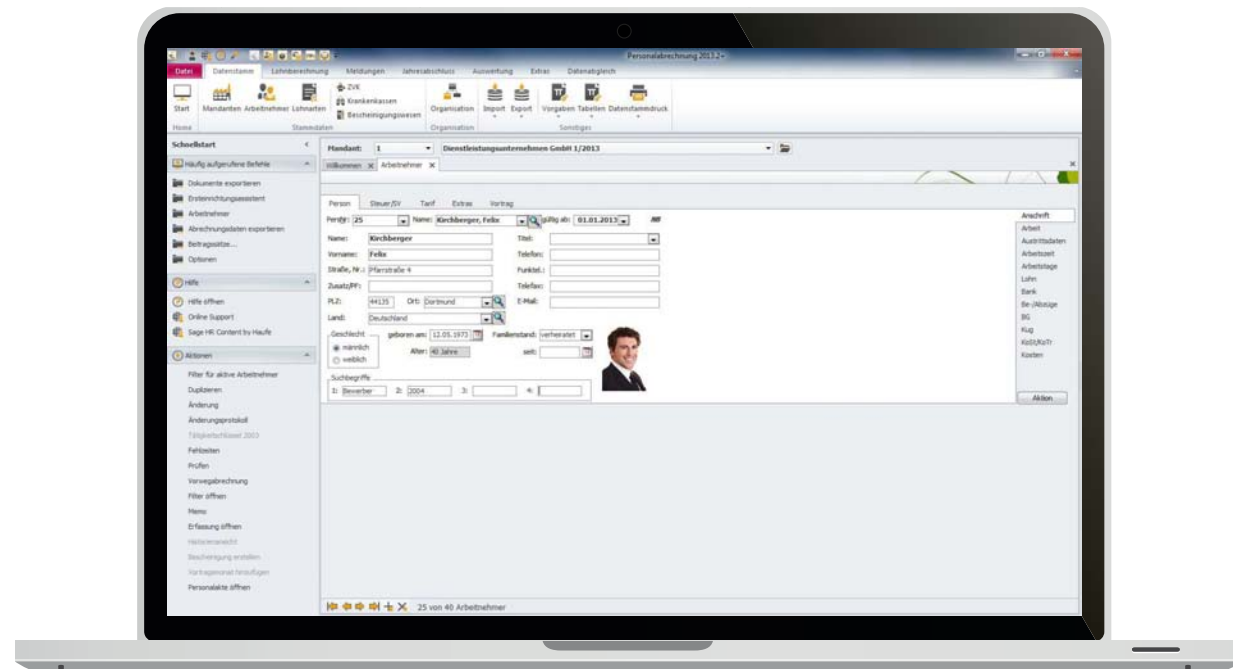 Personalabrechnung 2013.2
Datei Datenstamm Lohnberechnung Meldungen Jahresabschluss Auswertung Extras Datenabgleich
Start Mandanten Arbeitnehmer Lohnarten
ZVK
Krankenkassen
Bescheinigungswesen
Organisation Import Export Vorgaben Tabellen Datenstammdruck
Home Stammdaten Organisation Sonstiges
Schnellstart
Häufig aufgerufene Befehle
Dokumente exportieren
Ersteinrichtungsassistent
Arbeitnehmer
Abrechnungsdaten exportieren
Beitragssätze...
Optionen
Hilfe
Hilfe öffnen
Online Support
Sage HR Content by Haufe
Aktionen
Filter für aktive Arbeitnehmer
Duplizieren
Änderung
Änderungsprotokoll
Tätigkeitschlüssel 2003
Fehlzeiten
Prüfen
Vorwegabrechnung
Filter öffnen
Memo
Erfassung öffnen
Bescheinigung erstellen
Vortragsmonat hinzufügen
Personalakte öffnen
Mandant: 1 Dienstleistungsunternehmen GmbH 1/2013
Willkommen Arbeitnehmer
Person Steuer/SV Tarif Extras Vortrag
PersNr: 25 Name: Kirchberger, Felix gültig ab: 01.01.2013
Name: Kirchberger Titel:
Vorname: Felix Telefon:
Straße, Nr.: Pfarrstraße 4 Funktel.:
Zusatz/PF: Telefax:
PLZ: 44135 Ort: Dortmund E-Mail:
Land: Deutschland
Geschlecht geboren am: 12.05.1973 Familienstand: verheiratet
männlich Alter: 40 Jahre seit:
weiblich
Suchbegriffe
1: Bewerber 2: 2004 3: 4:
Anschrift
Arbeit
Austrittsdaten
Arbeitszeit
Arbeitstage
Lohn
Bank
Be-/Abzüge
BG
Kug
KoSt/KoTr
Kosten
Aktion
25 von 40 Arbeitnehmer